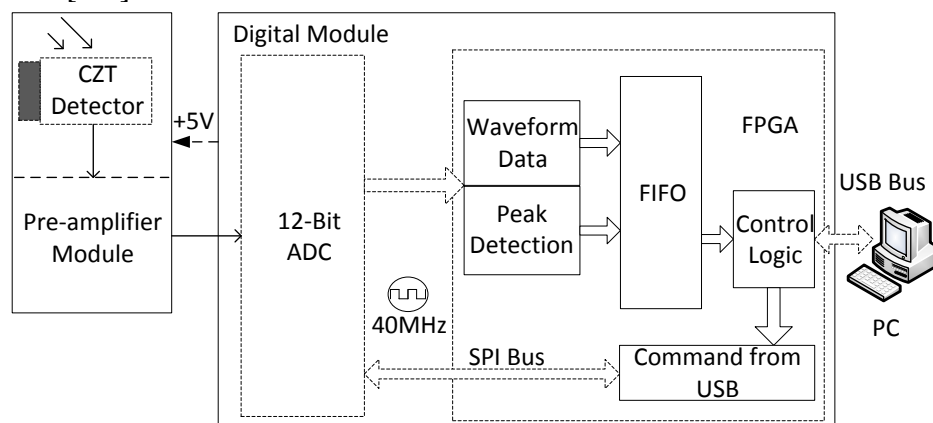 Digital Module
CZT
Detector
+5V
Pre-amplifier
Module
12-Bit
ADC
40MHz
Waveform
Data
Peak
Detection
FIFO
FPGA
Control
Logic
USB Bus
PC
SPI Bus
Command from
USB